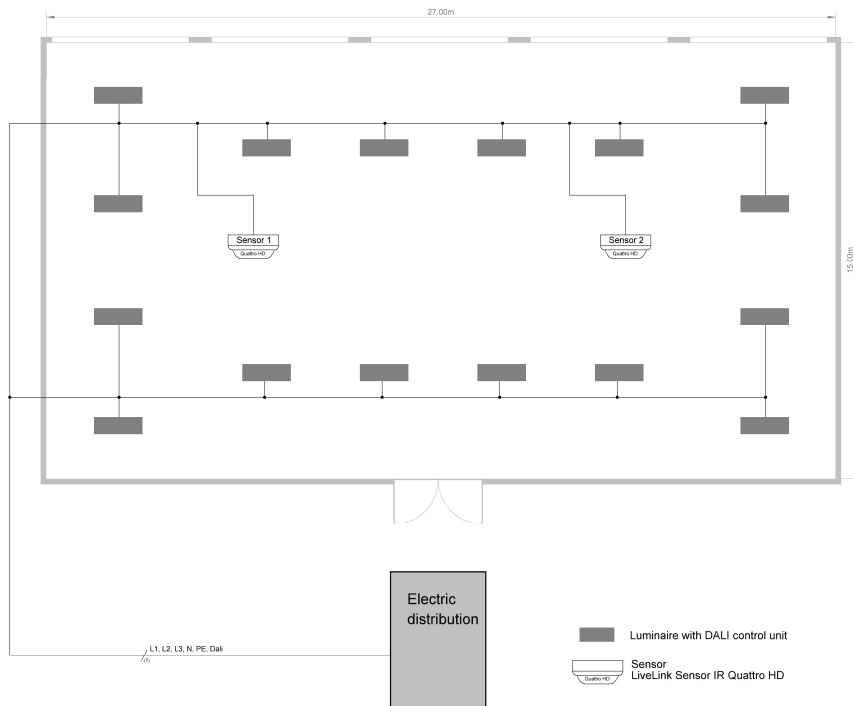 27.00m
15.00m
Sensor 1
Quattro HD
Sensor 2
Quattro HD
L1, L2, L3, N, PE, Dali
(7)
Electric
distribution
Luminaire with DALI control unit
Sensor
LiveLink Sensor IR Quattro HD
Quattro HD